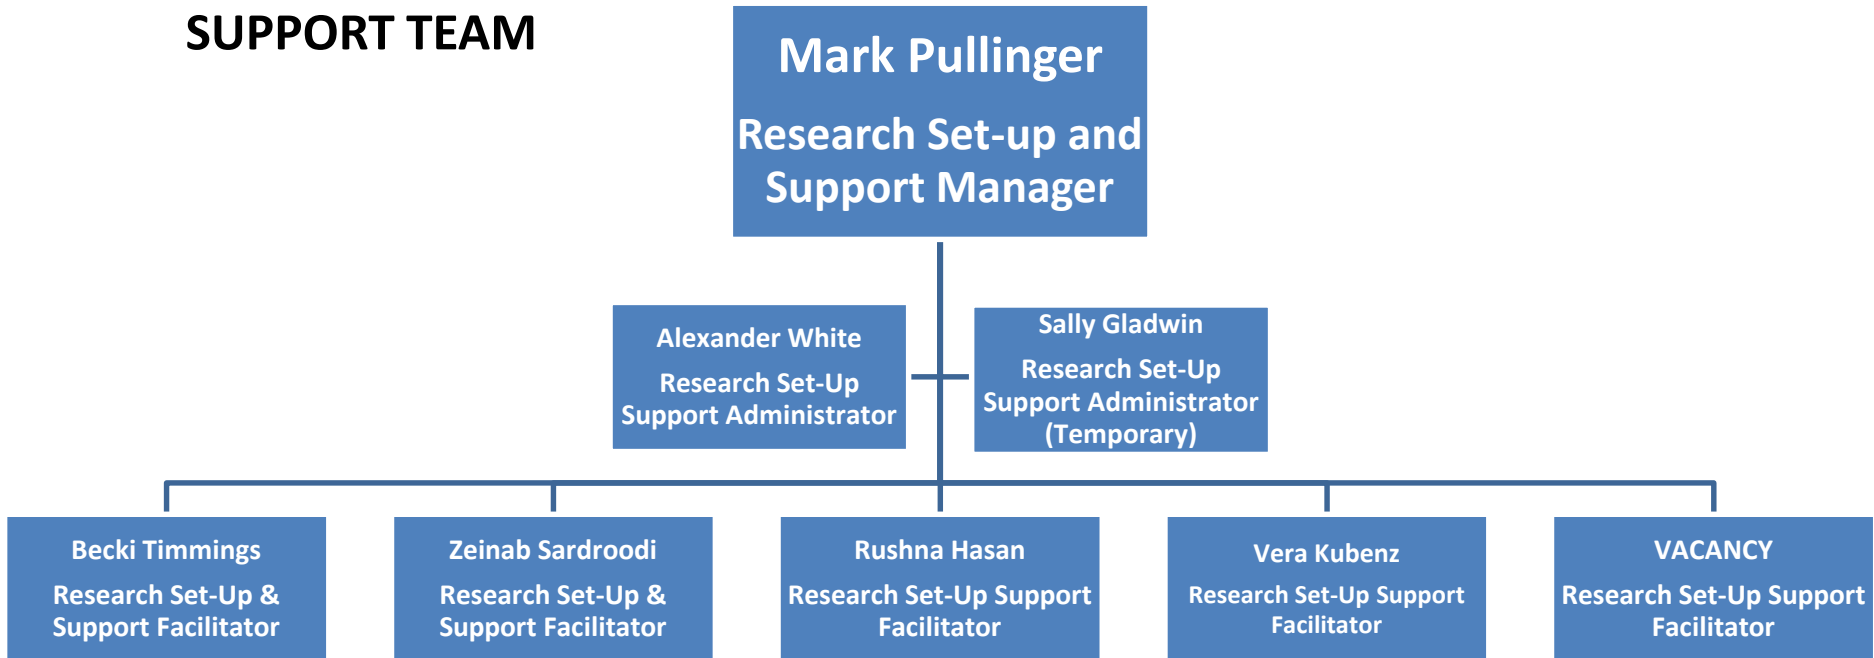 SUPPORT TEAM
Mark Pullinger
Research Set-up and
Support Manager
Alexander White
Research Set-Up
Support Administrator
Sally Gladwin
Research Set-Up
Support Administrator
(Temporary)
Becki Timmings
Research Set-Up &
Support Facilitator
Zeinab Sardroodi
Research Set-Up &
Support Facilitator
Rushna Hasan
Research Set-Up Support
Facilitator
Vera Kubenz
Research Set-Up Support
Facilitator
VACANCY
Research Set-Up Support
Facilitator